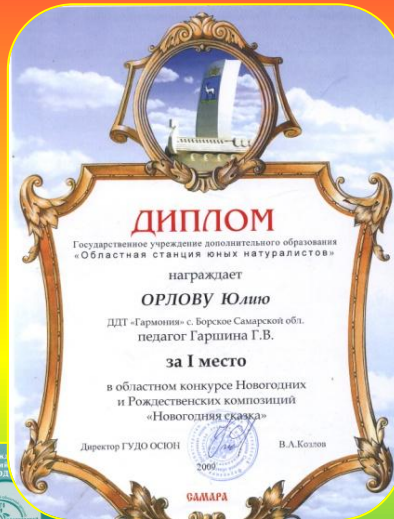 ДИПЛОМ
Государственное учреждение дополнительного образования
«Областная станция юных натуралистов»
награждает
ОРЛОВУ Юлию
ДДТ «Гармония» с. Борское Самарской обл.
педагог Гаршина Г.В.
за I место
в областном конкурсе Новогодних
и Рождественских композиций
«Новогодняя сказка»
Директор ГУДО ОСЮН В.А.Козлов
2009
САМАРА